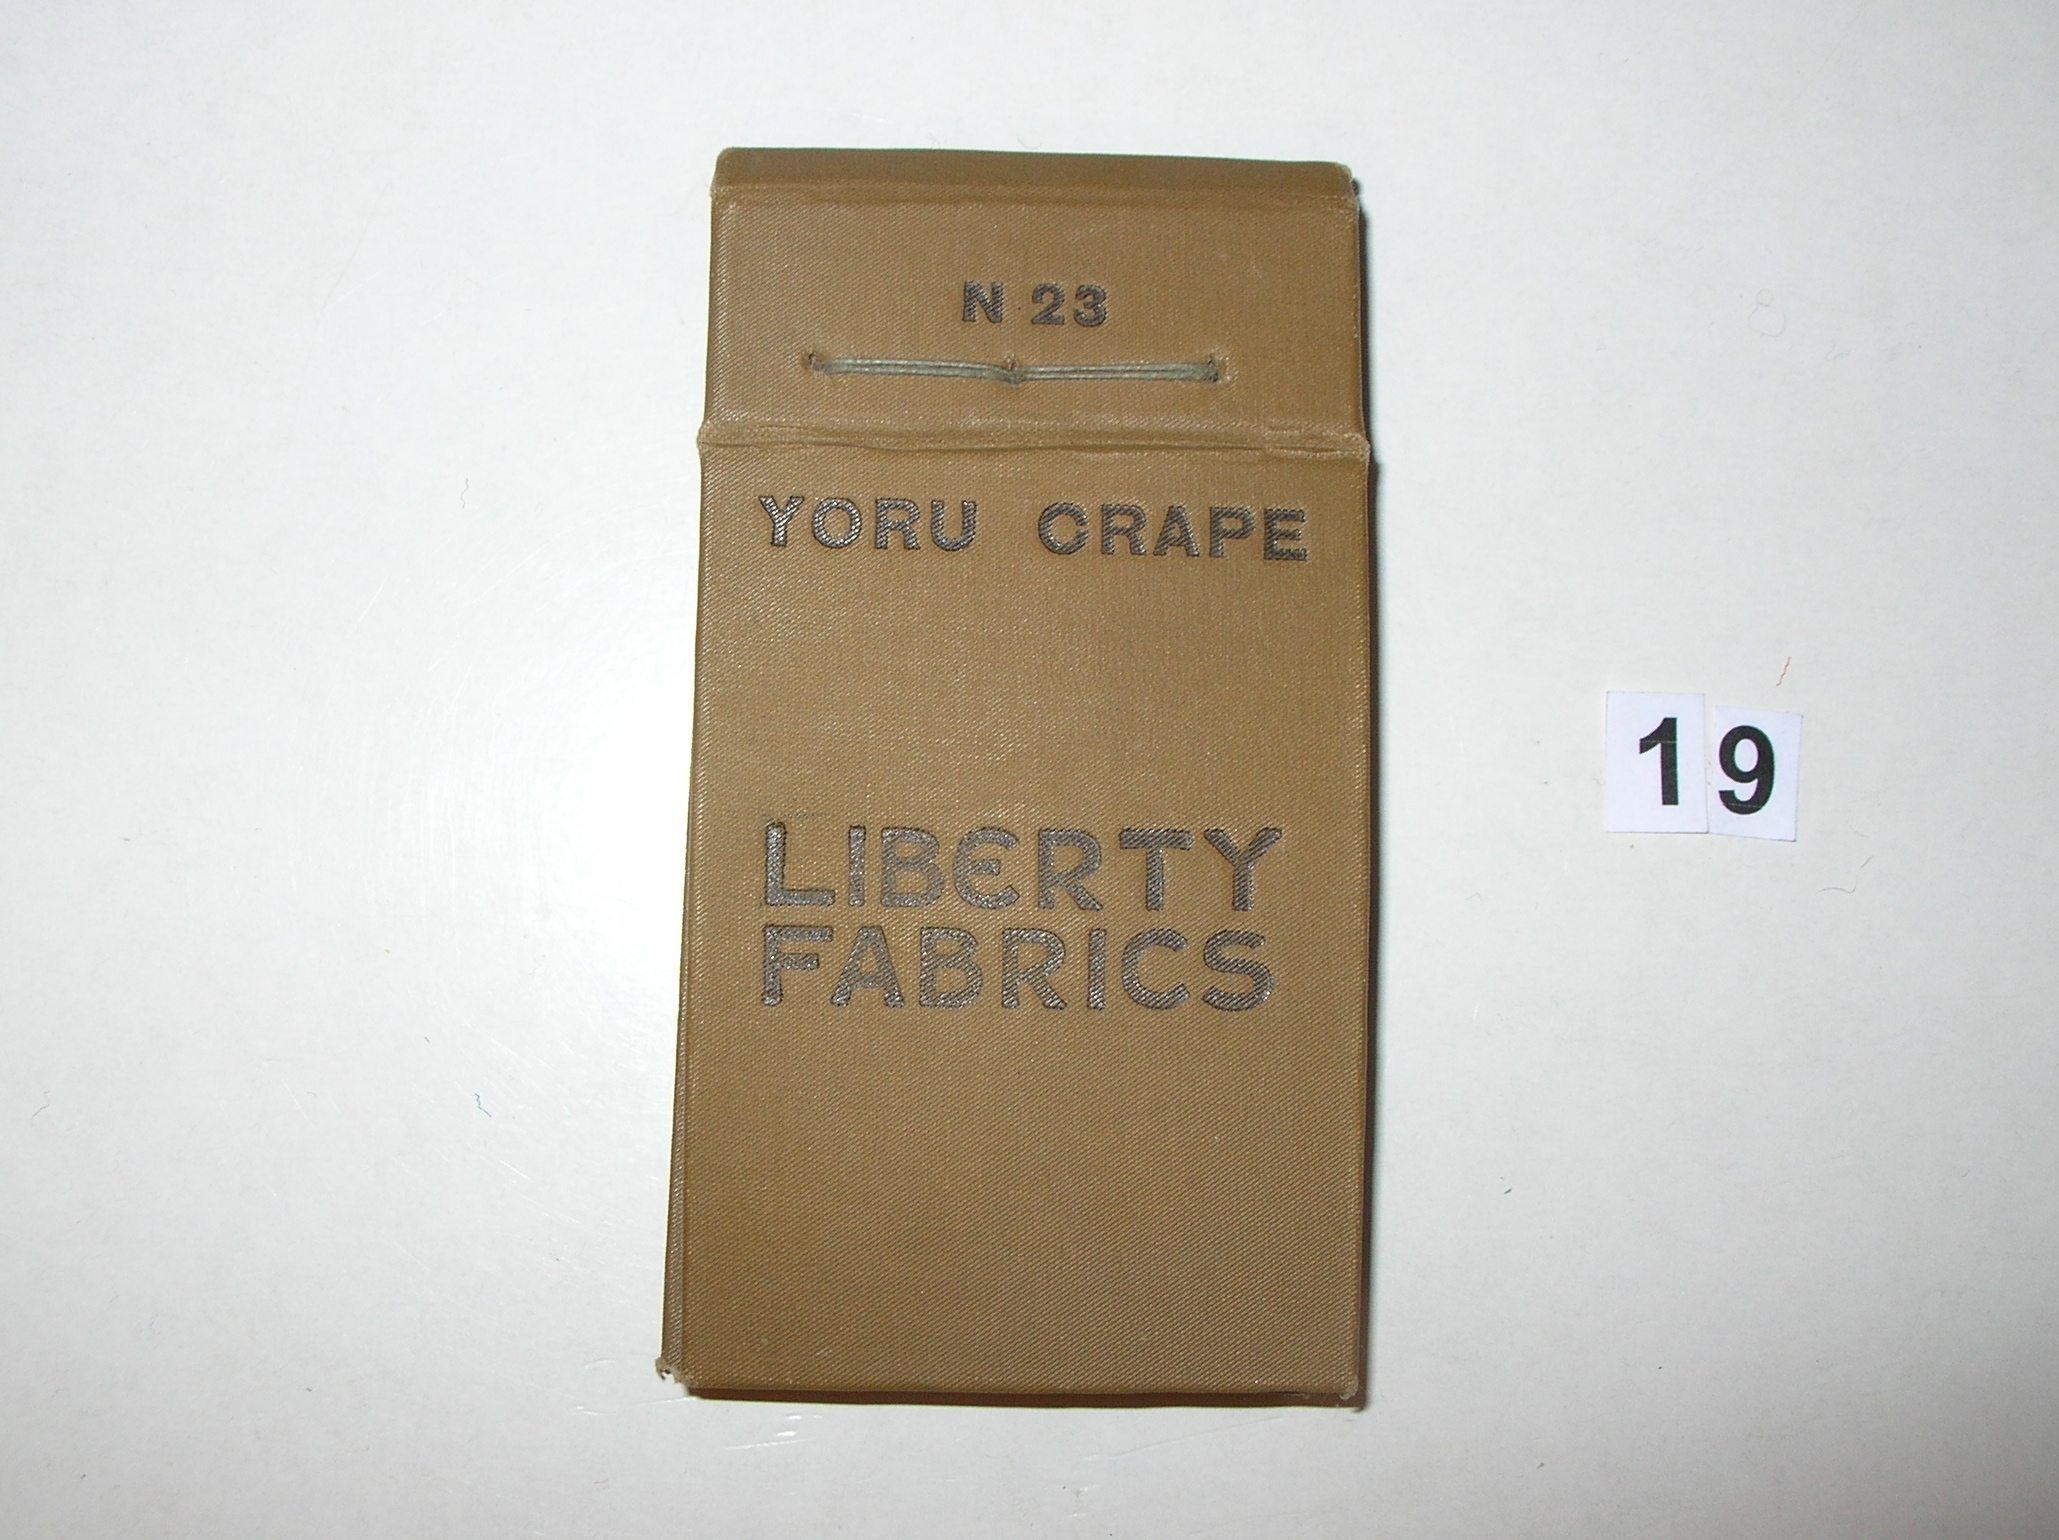 N 23
YORU CRAPE
LIBERTY
FABRICS
19